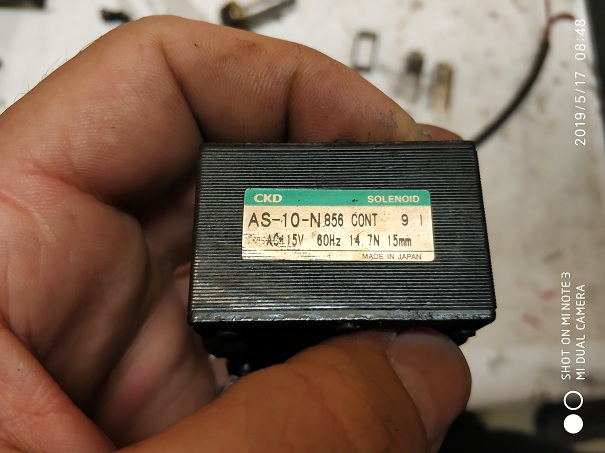 CKD SOLENOID
AS-10-N 856 CONT 9 1
AC115V 60Hz 14.7N 15mm
MADE IN JAPAN
2019/5/17 08:48
SHOT ON MI NOTE 3
MI DUAL CAMERA